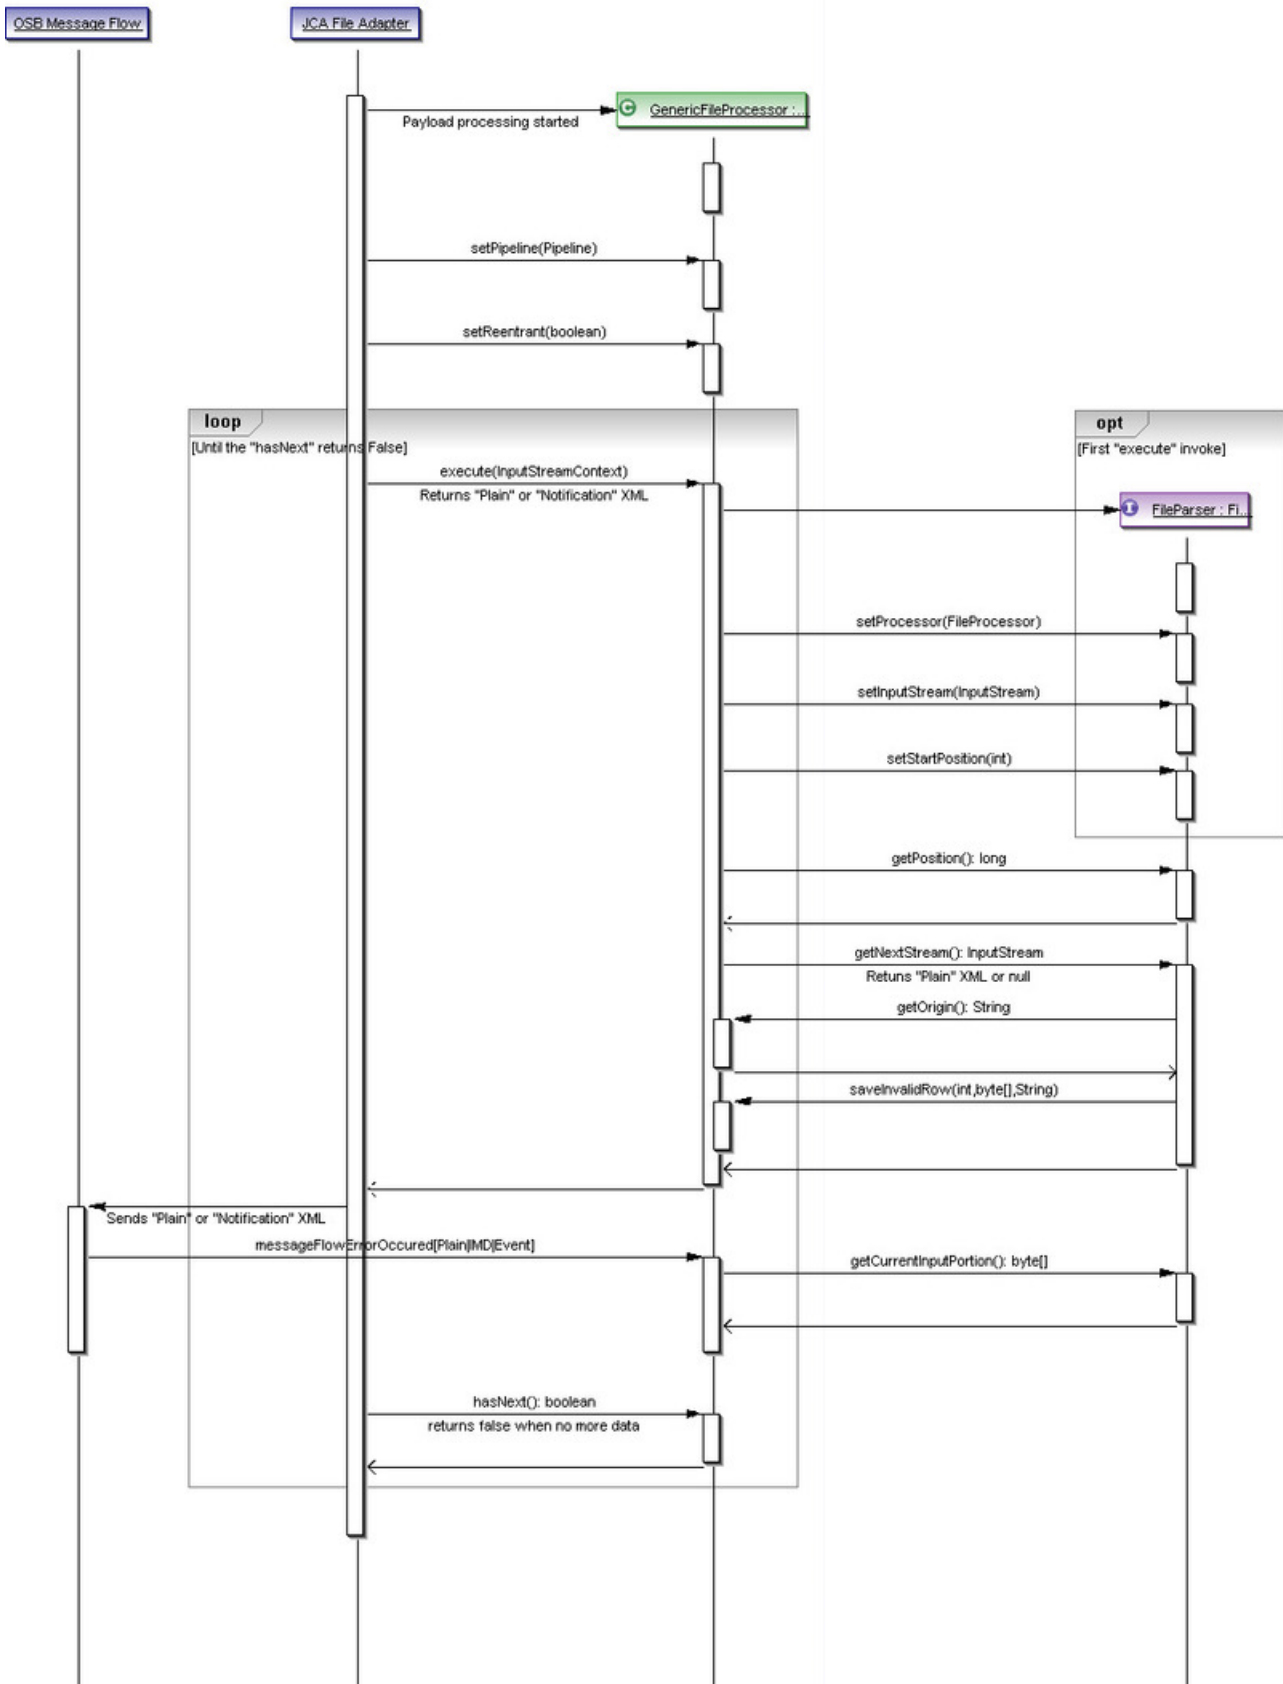 OSB Message Flow
JCA File Adapter
GenericFileProcessor :...
Payload processing started
setPipeline(Pipeline)
setReentrant(boolean)
loop
[Until the "hasNext" returns False]
opt
[First "execute" invoke]
execute(InputStreamContext)
Returns "Plain" or "Notification" XML
FileParser : Fi...
setProcessor(FileProcessor)
setInputStream(InputStream)
setStartPosition(int)
getPosition(): long
getNextStream(): InputStream
Retuns "Plain" XML or null
getOrigin(): String
saveInvalidRow(int,byte[],String)
Sends "Plain" or "Notification" XML
messageFlowErrorOccured[Plain|IMD|Event]
getCurrentInputPortion(): byte[]
hasNext(): boolean
returns false when no more data